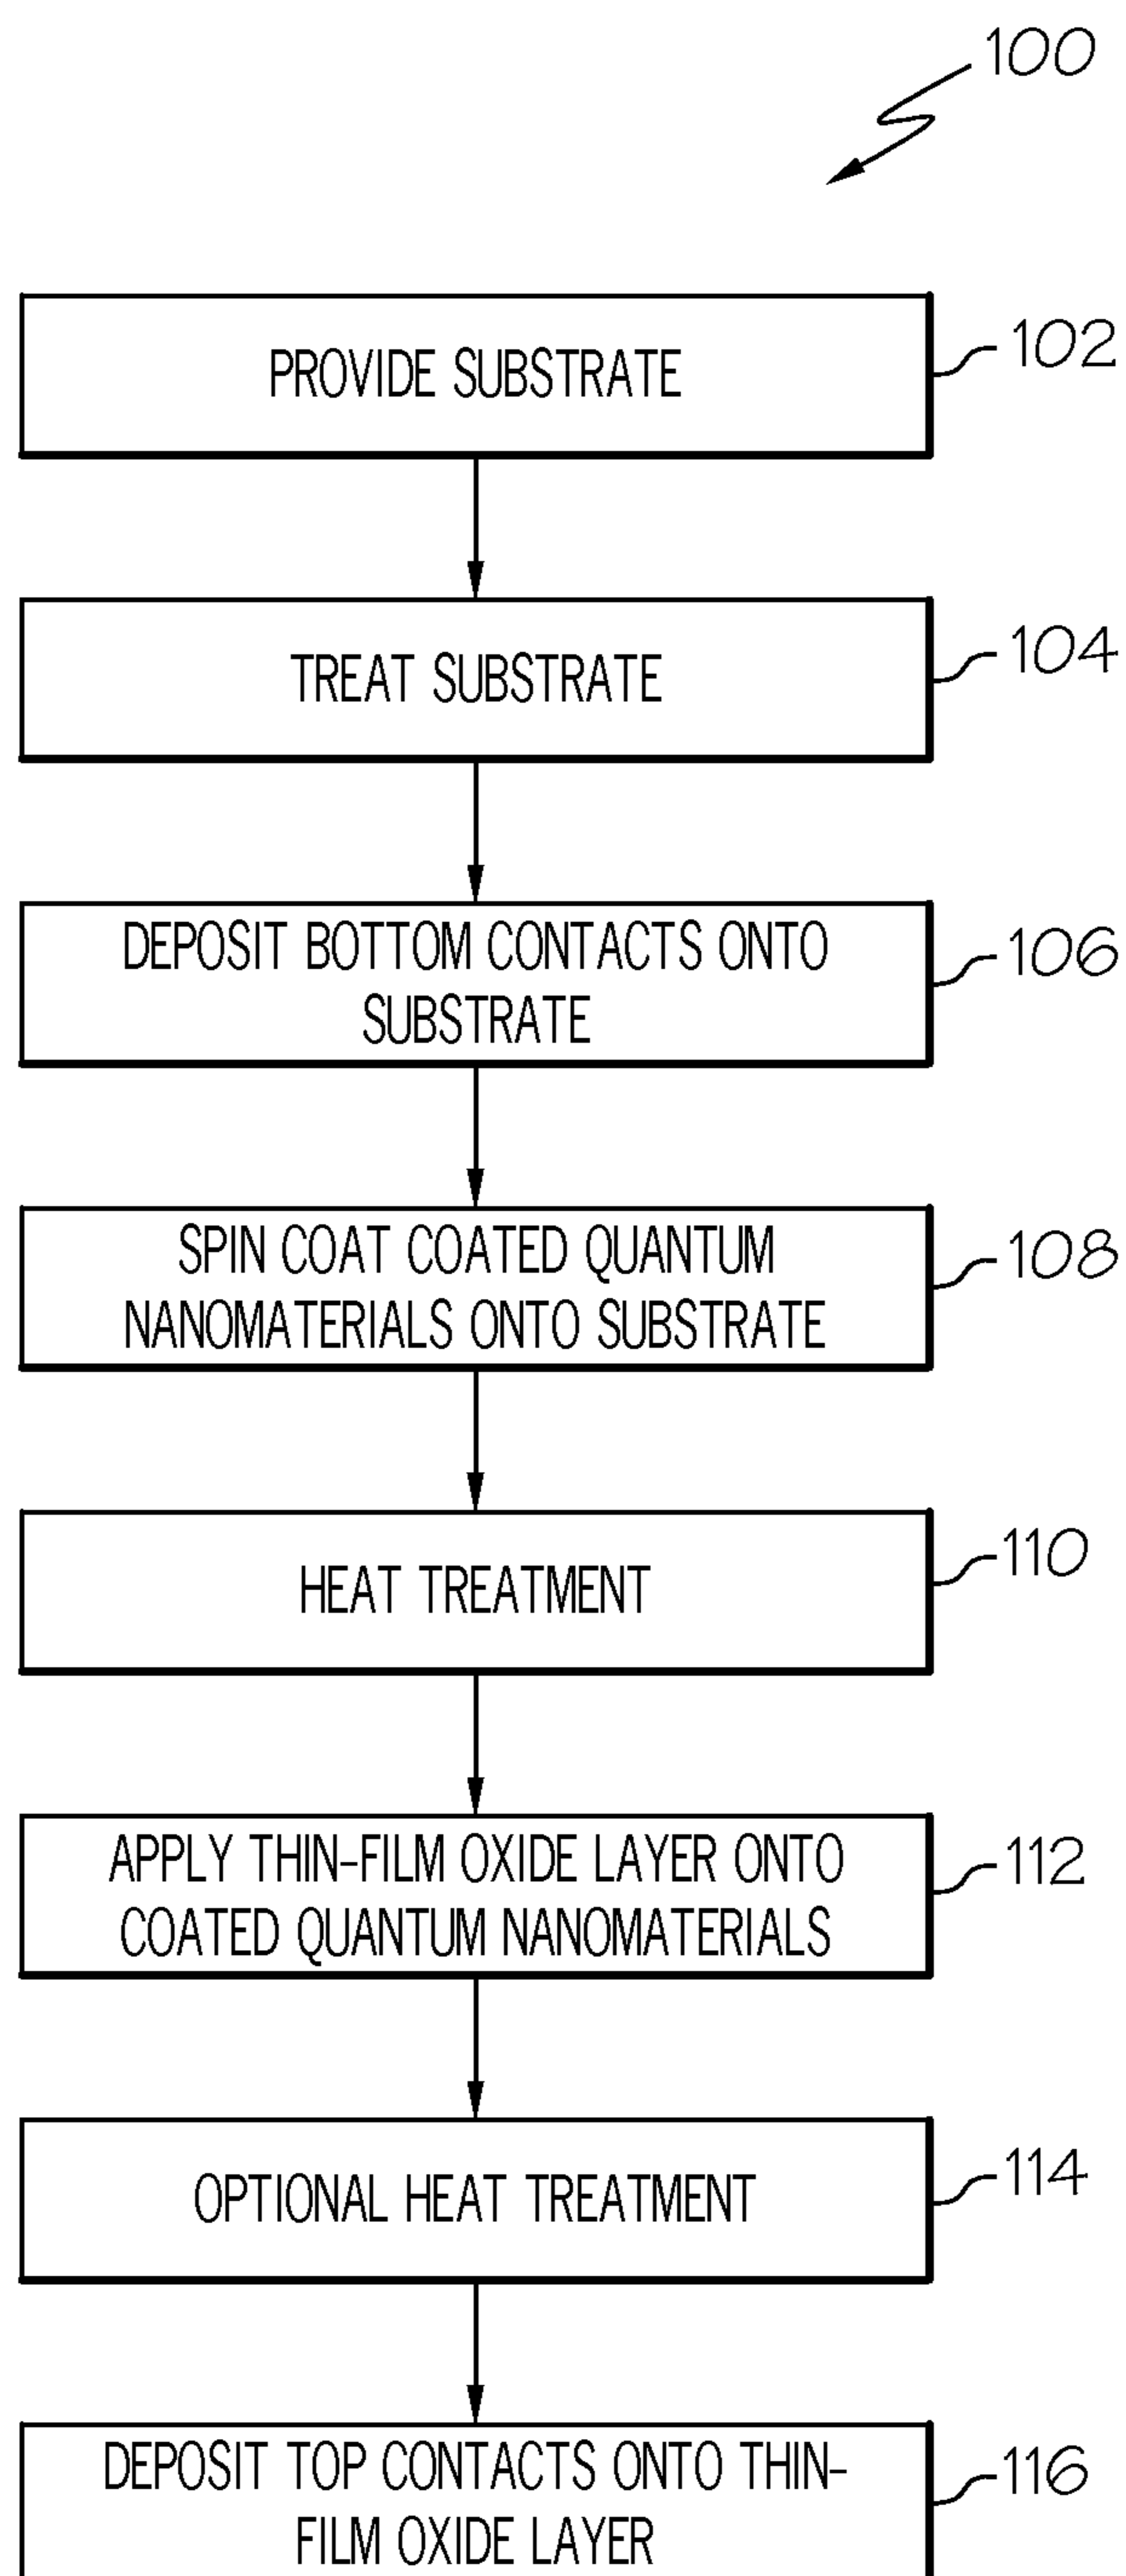 100
PROVIDE SUBSTRATE
102
TREAT SUBSTRATE
104
DEPOSIT BOTTOM CONTACTS ONTO
SUBSTRATE
106
SPIN COAT COATED QUANTUM
NANOMATERIALS ONTO SUBSTRATE
108
HEAT TREATMENT
110
APPLY THIN-FILM OXIDE LAYER ONTO
COATED QUANTUM NANOMATERIALS
112
OPTIONAL HEAT TREATMENT
114
DEPOSIT TOP CONTACTS ONTO THIN-
FILM OXIDE LAYER
116